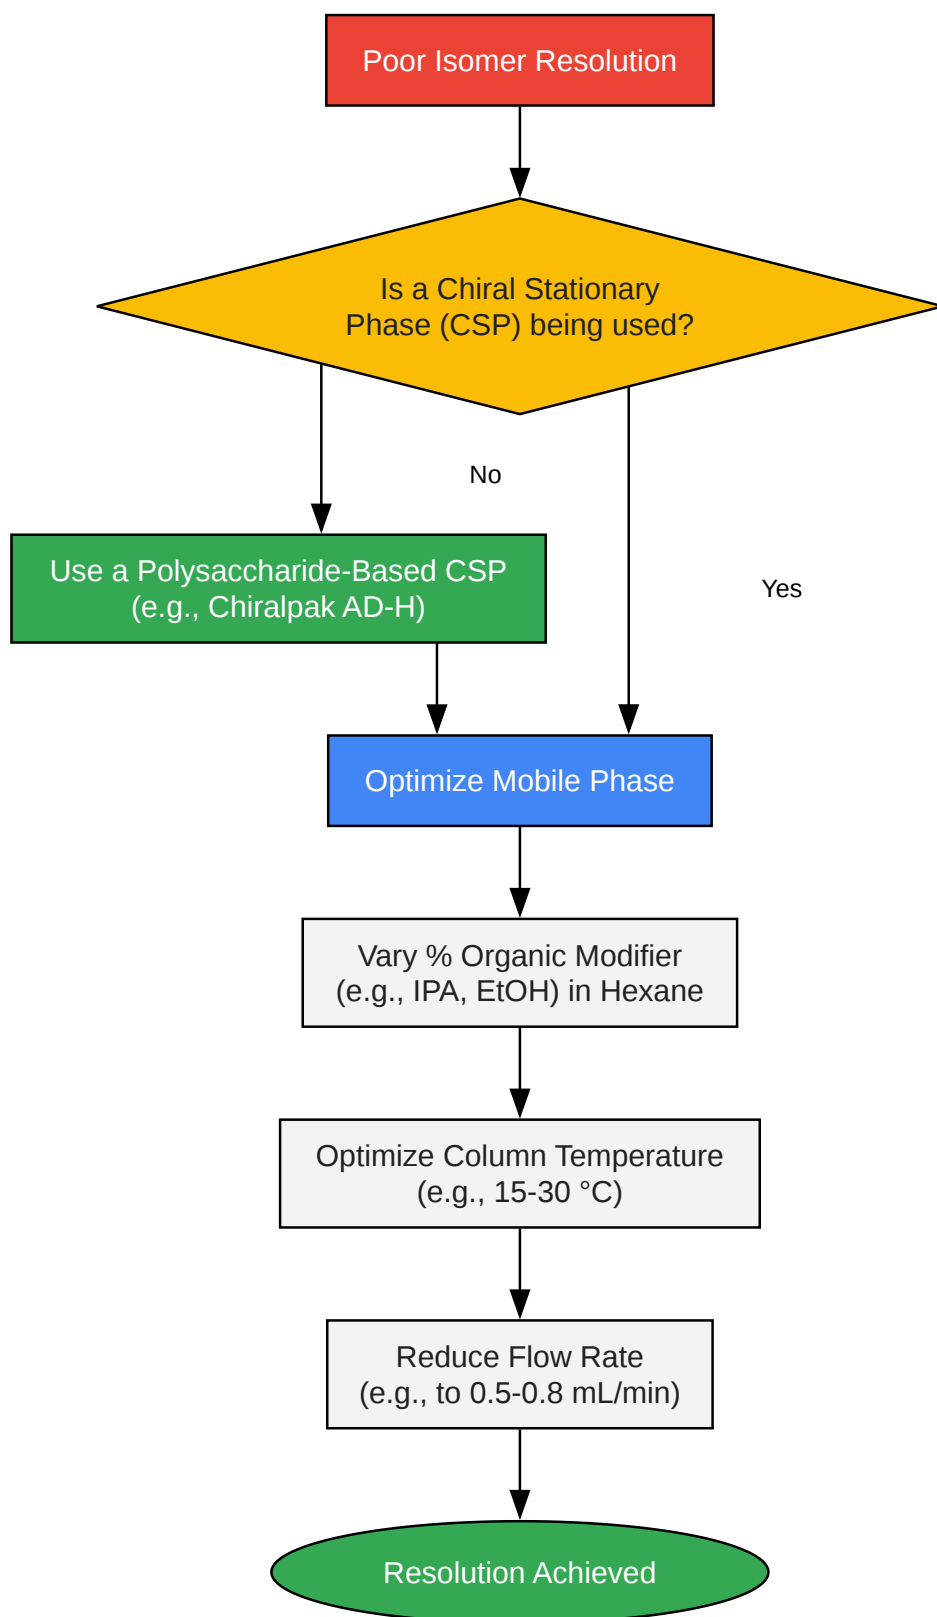 Poor Isomer Resolution
Is a Chiral Stationary
Phase (CSP) being used?
No
Use a Polysaccharide-Based CSP
(e.g., Chiralpak AD-H)
Yes
Optimize Mobile Phase
Vary % Organic Modifier
(e.g., IPA, EtOH) in Hexane
Optimize Column Temperature
(e.g., 15-30 °C)
Reduce Flow Rate
(e.g., to 0.5-0.8 mL/min)
Resolution Achieved